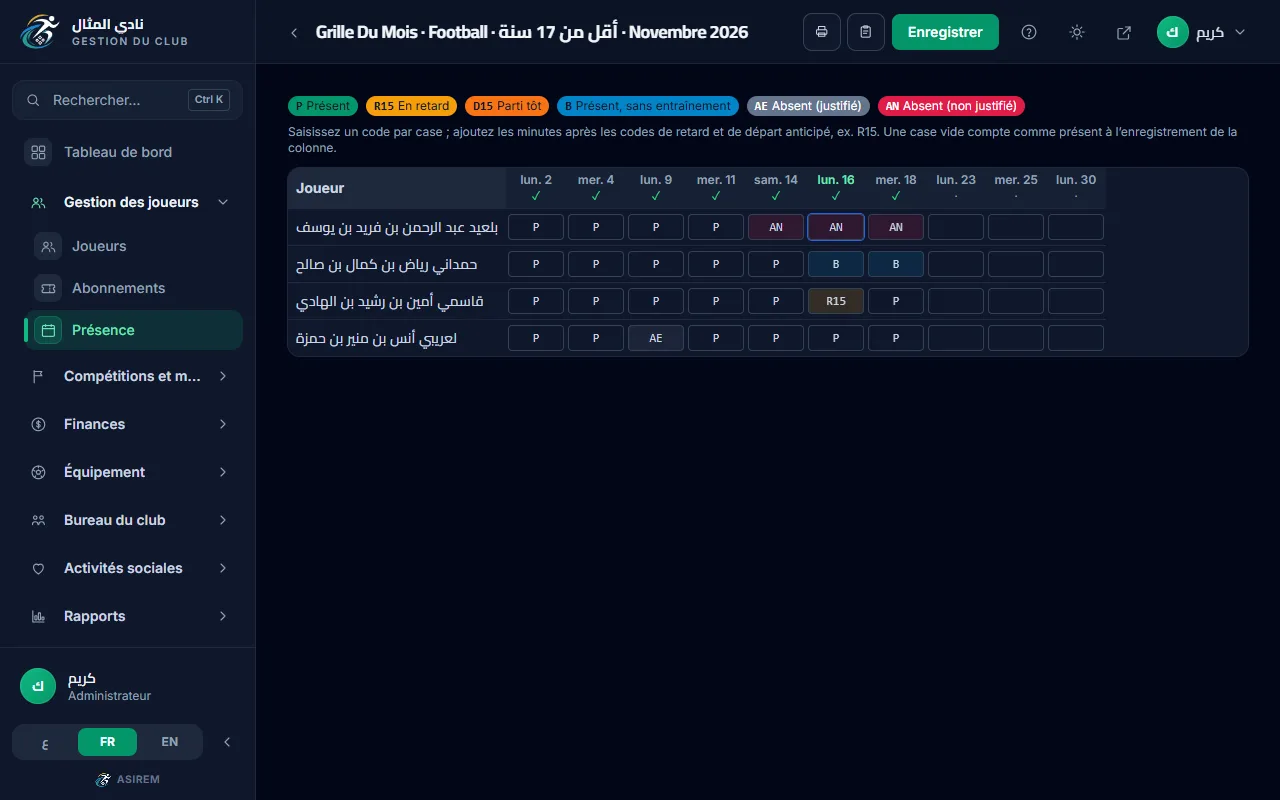 نادي المثال
GESTION DU CLUB
Rechercher... Ctrl K
Tableau de bord
Gestion des joueurs
Joueurs
Abonnements
Présence
Compétitions et m...
Finances
Équipement
Bureau du club
Activités sociales
Rapports
ك كريم
Administrateur
ع FR EN
ASIREM
Grille Du Mois · Football · أقل من 17 سنة · Novembre 2026
Enregistrer
ك كريم
P Présent R15 En retard D15 Parti tôt B Présent, sans entraînement AE Absent (justifié) AN Absent (non justifié)
Saisissez un code par case ; ajoutez les minutes après les codes de retard et de départ anticipé, ex. R15. Une case vide compte comme présent à l’enregistrement de la
colonne.
Joueur lun. 2 mer. 4 lun. 9 mer. 11 sam. 14 lun. 16 mer. 18 lun. 23 mer. 25 lun. 30
✓ ✓ ✓ ✓ ✓ ✓ ✓ · · ·
بلعيد عبد الرحمن بن فريد بن يوسف P P P P AN AN AN
حمداني رياض بن كمال بن صالح P P P P P B B
قاسمي أمين بن رشيد بن الهادي P P P P P R15 P
لعريبي أنس بن منير بن حمزة P P AE P P P P